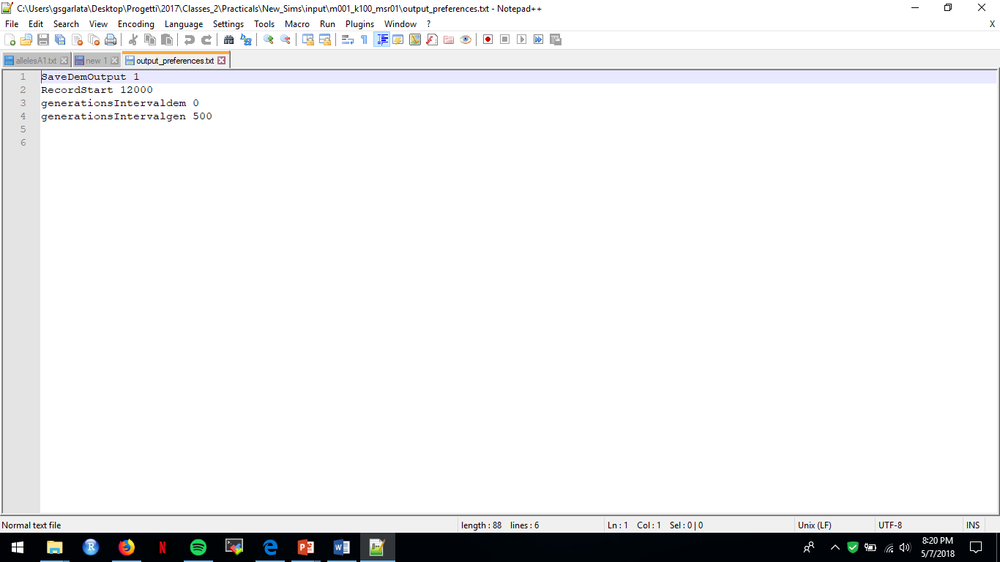 C:\Users\gsgarlata\Desktop\Progetti\2017\Classes_2\Practicals\New_Sims\input\m001_k100_msr01\output_preferences.txt - Notepad++
File Edit Search View Encoding Language Settings Tools Macro Run Plugins Window ? X
allelesA1.txt new 1 output_preferences.txt
1 SaveDemOutput 1
2 RecordStart 12000
3 generationsIntervaldem 0
4 generationsIntervalgen 500
5
6
Normal text file length : 88 lines : 6 Ln : 1 Col : 1 Sel : 0 | 0 Unix (LF) UTF-8 INS
8:20 PM
5/7/2018